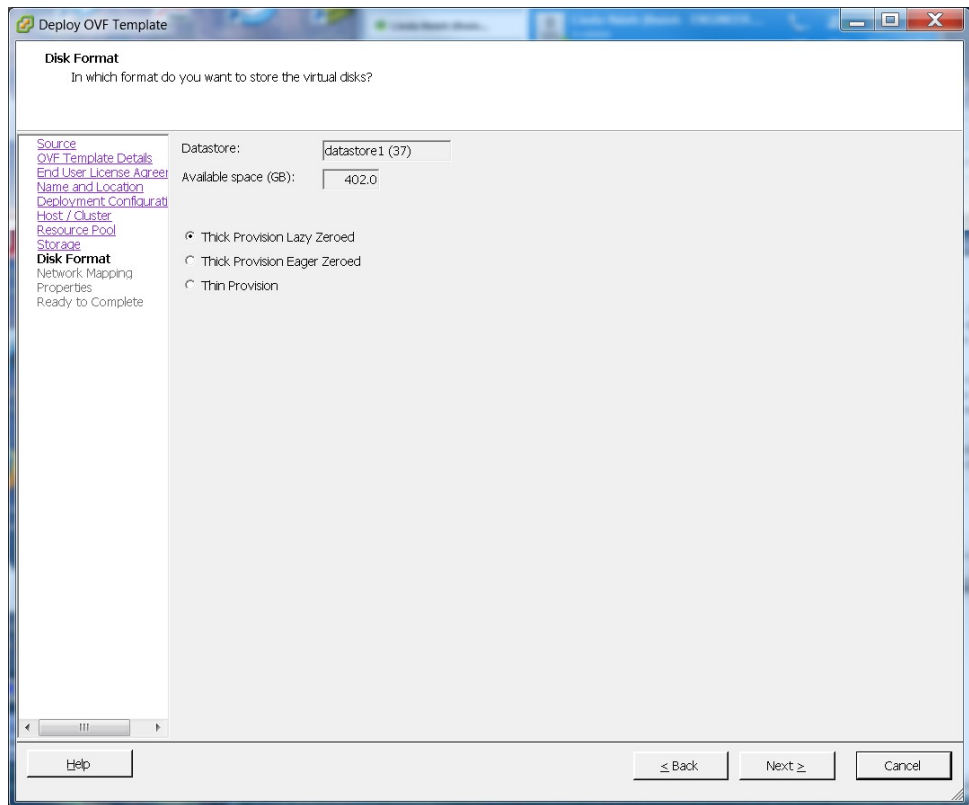 Deploy OVF Template
Disk Format
In which format do you want to store the virtual disks?
Source
OVF Template Details
End User License Agreer
Name and Location
Deployment Configurati
Host / Cluster
Resource Pool
Storage
Disk Format
Network Mapping
Properties
Ready to Complete
Datastore: datastore1 (37)
Available space (GB): 402.0
Thick Provision Lazy Zeroed
Thick Provision Eager Zeroed
Thin Provision
Help
< Back
Next >
Cancel